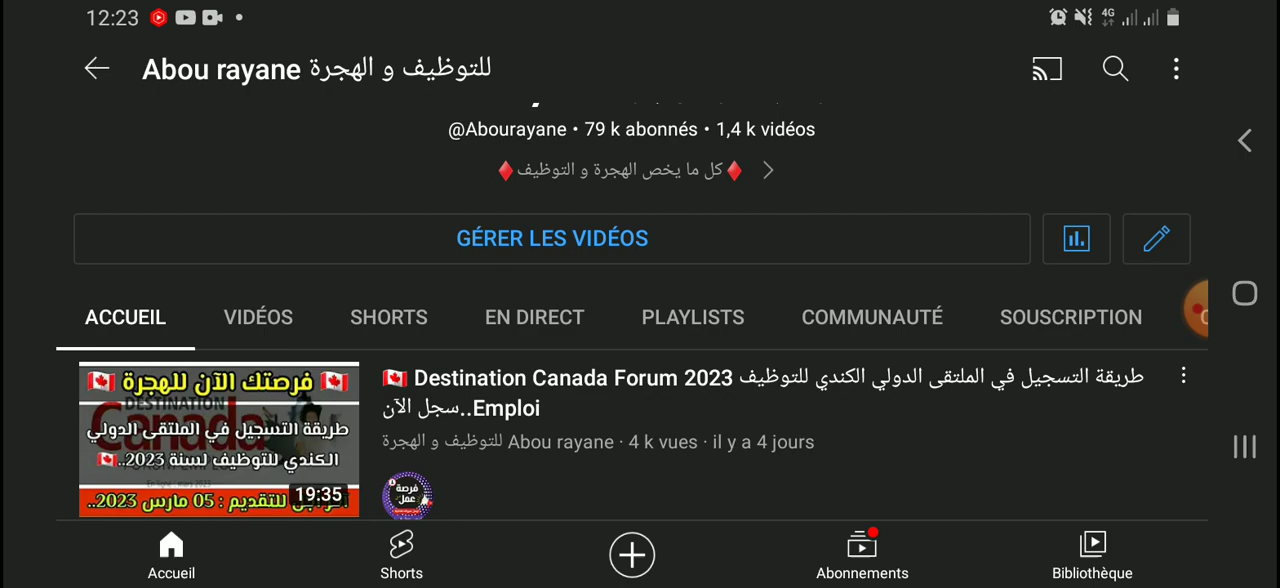 12:23
4G
Abou rayane للتوظيف و الهجرة
@Abourayane • 79 k abonnés • 1,4 k vidéos
كل ما يخص الهجرة و التوظيف
GÉRER LES VIDÉOS
ACCUEIL VIDÉOS SHORTS EN DIRECT PLAYLISTS COMMUNAUTÉ SOUSCRIPTION
فرصتك الآن للهجرة
DESTINATION
Canada
طريقة التسجيل في الملتقى الدولي
الكندي للتوظيف لسنة 2023..
19:35
للتقديم : 05 مارس 2023..
طريقة التسجيل في الملتقى الدولي الكندي للتوظيف Destination Canada Forum 2023
Emploi..سجل الآن
للتوظيف و الهجرة Abou rayane · 4 k vues · il y a 4 jours
فرصة
عمل
Accueil Shorts Abonnements Bibliothèque